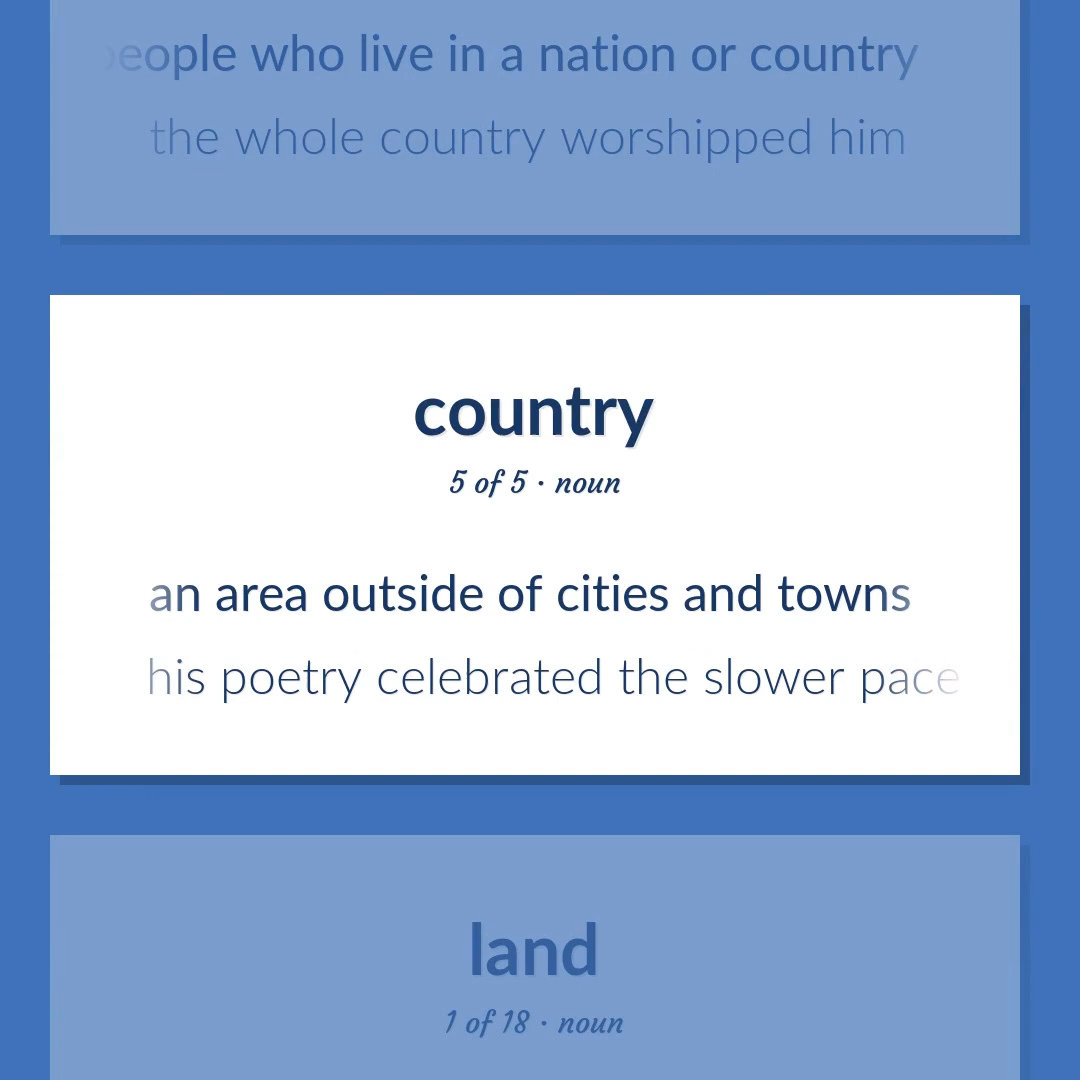 people who live in a nation or country
the whole country worshipped him
country
5 of 5 · noun
an area outside of cities and towns
his poetry celebrated the slower pace
land
1 of 18 · noun